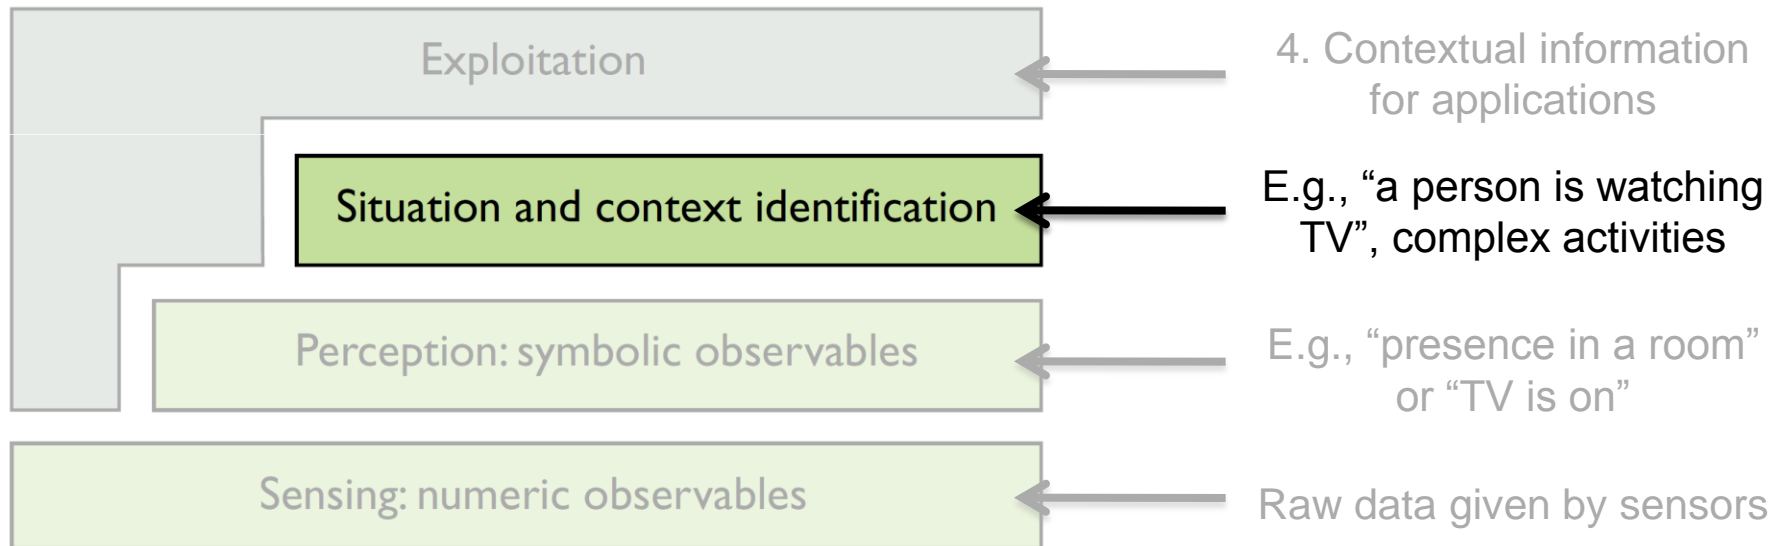 Exploitation
4. Contextual information
for applications
Situation and context identification
E.g., “a person is watching
TV”, complex activities
Perception: symbolic observables
E.g., “presence in a room”
or “TV is on”
Sensing: numeric observables
Raw data given by sensors